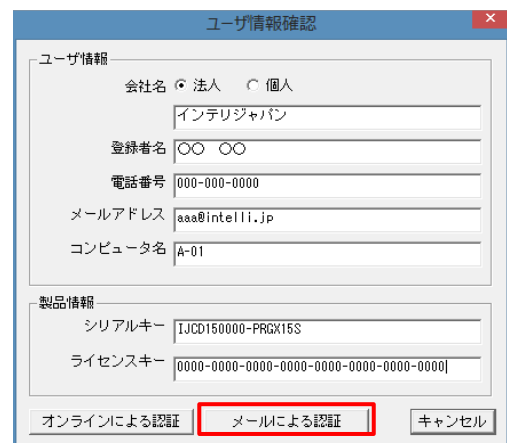 ユーザ情報確認
ユーザ情報
会社名 法人 個人
インテリジャパン
登録者名 〇〇 〇〇
電話番号 000-000-0000
メールアドレス aaa@intelli.jp
コンピュータ名 A-01
製品情報
シリアルキー IJCD150000-PRGX15S
ライセンスキー 0000-0000-0000-0000-0000-0000-0000-0000
オンラインによる認証 メールによる認証 キャンセル